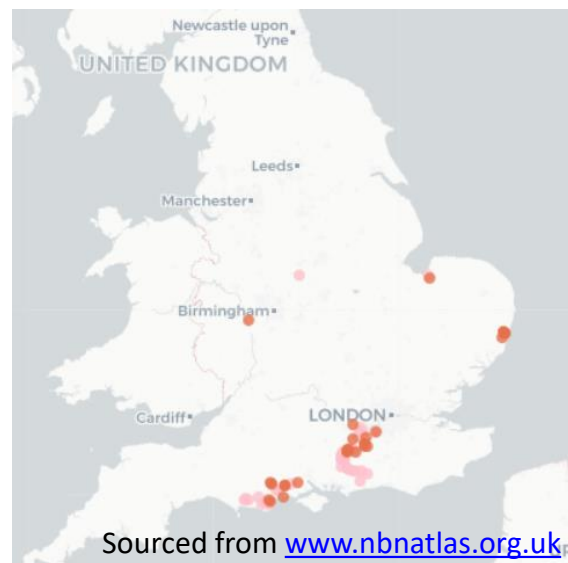 Newcastle upon
Tyne
UNITED KINGDOM
Leeds
Manchester
Birmingham
Cardiff
LONDON
Sourced from www.nbnatlas.org.uk